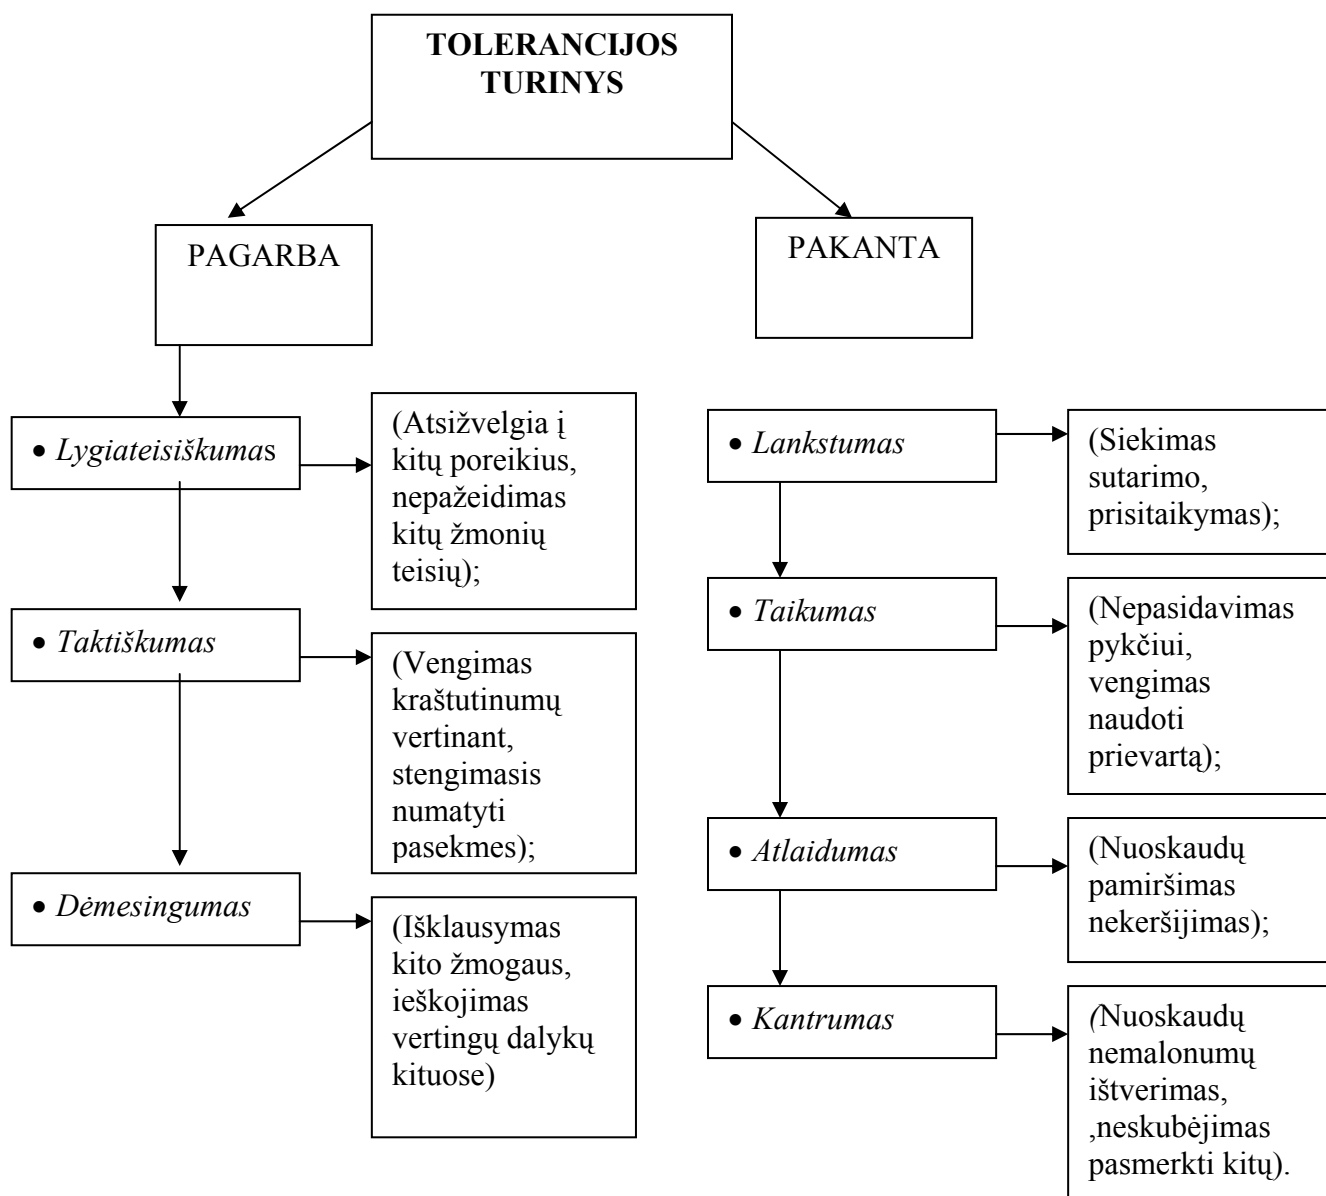 TOLERANCIJOS
TURINYS
PAGARBA
PAKANTA
• Lygiateisiškumas
(Atsižvelgia į
kitų poreikius,
nepažeidimas
kitų žmonių
teisių);
• Taktiškumas
(Vengimas
kraštutinumų
vertinant,
stengimasis
numatyti
pasekmes);
• Dėmesingumas
(Išklausymas
kito žmogaus,
ieškojimas
vertingų dalykų
kituose)
• Lankstumas
(Siekimas
sutarimo,
prisitaikymas);
• Taikumas
(Nepasidavimas
pykčiui,
vengimas
naudoti
prievartą);
• Atlaidumas
(Nuoskaudų
pamiršimas
nekeršijimas);
• Kantrumas
(Nuoskaudų
nemalonumų
ištverimas,
,neskubėjimas
pasmerkti kitų).